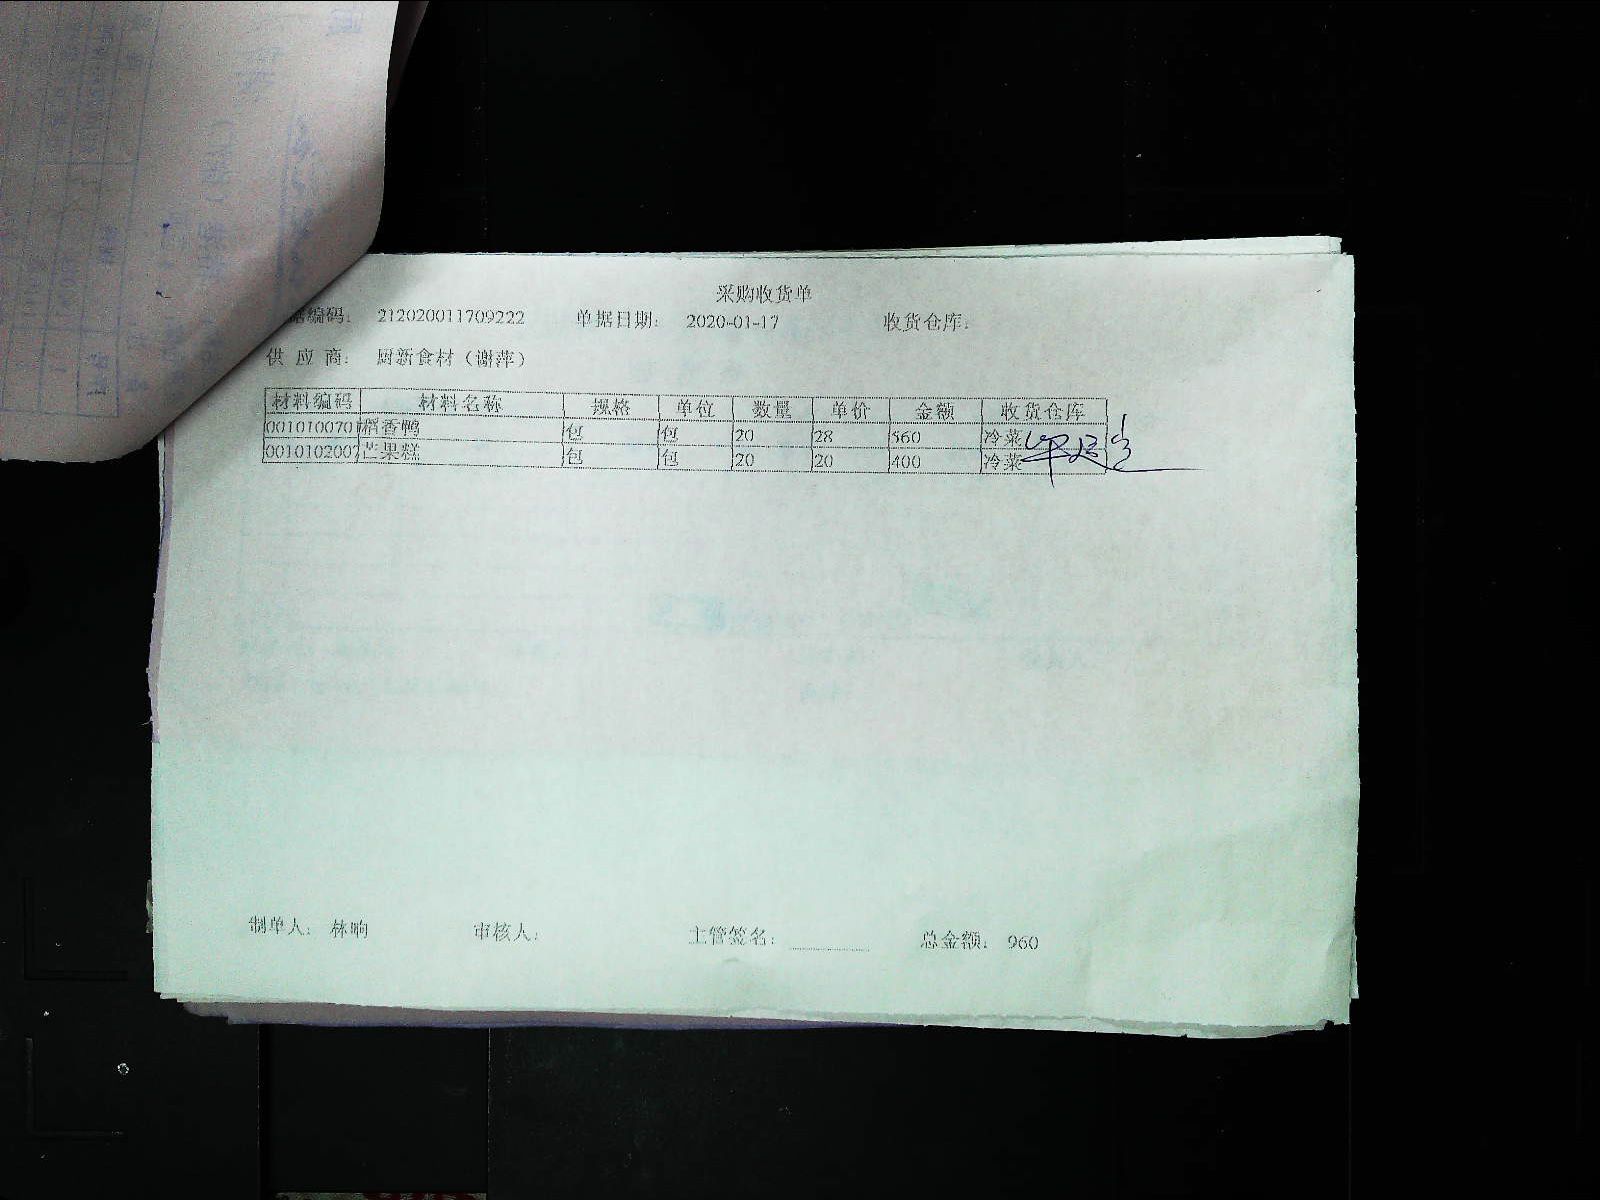 采购收货单
据编码: 212020011709222 单据日期: 2020-01-17 收货仓库:
供 应 商: 厨新食材（谢萍）
材料编码 材料名称 规格 单位 数量 单价 金额 收货仓库
001010070 稻香鸭 包 包 20 28 560 冷菜
0010102007 芒果糕 包 包 20 20 400 冷菜
制单人: 林响 审核人: 主管签名: 总金额: 960